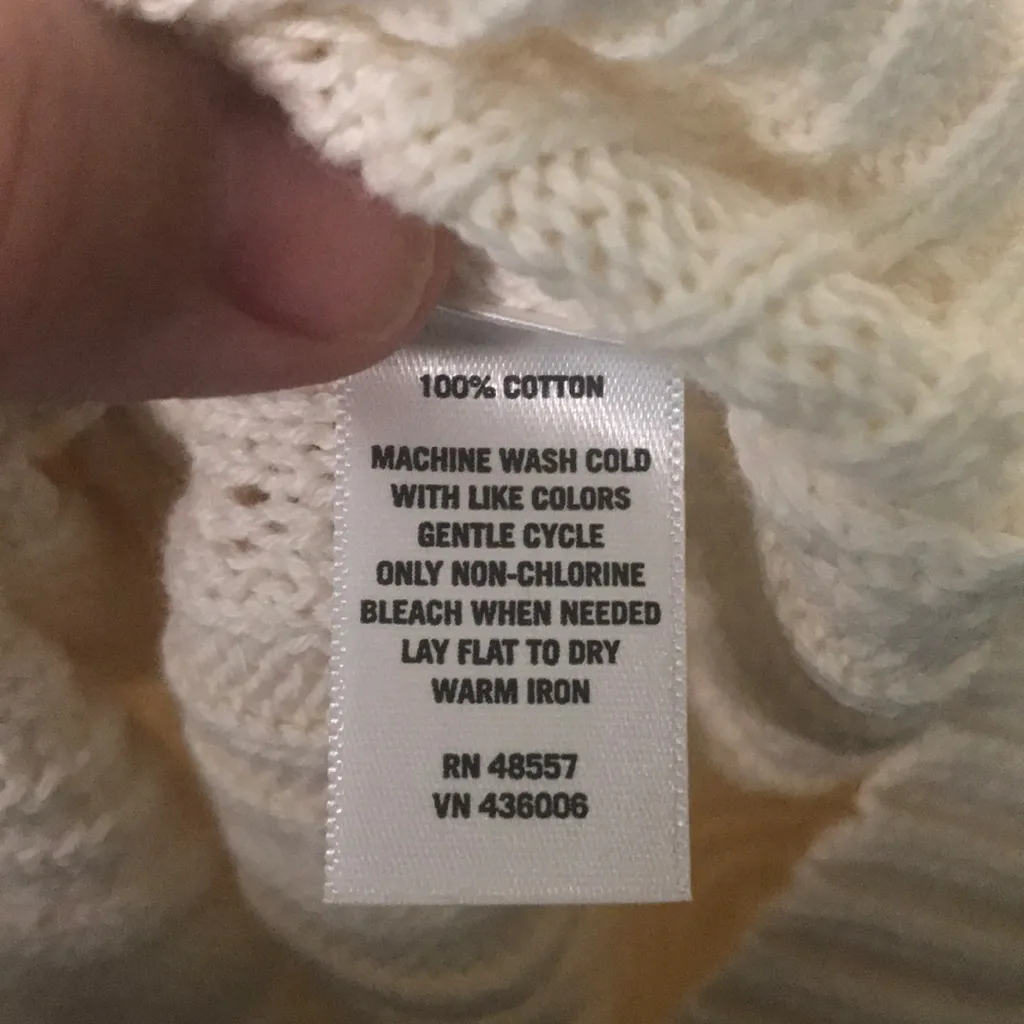 100% COTTON
MACHINE WASH COLD
WITH LIKE COLORS
GENTLE CYCLE
ONLY NON-CHLORINE
BLEACH WHEN NEEDED
LAY FLAT TO DRY
WARM IRON
RN 48557
VN 436006